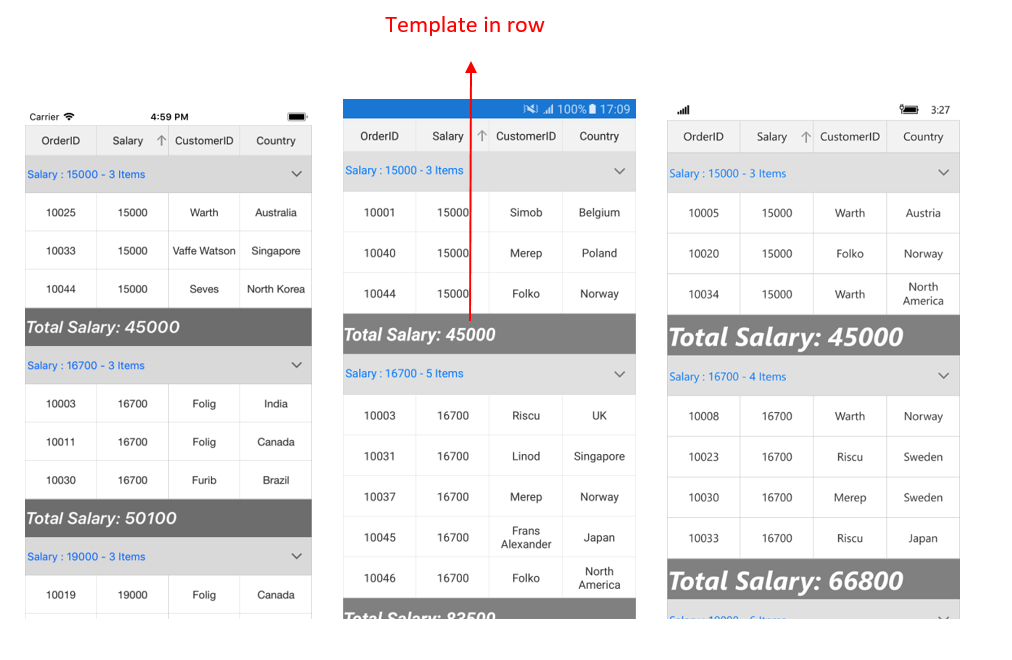 Template in row
Carrier 4:59 PM
OrderID Salary CustomerID Country
Salary : 15000 - 3 Items
10025 15000 Warth Australia
10033 15000 Vaffe Watson Singapore
10044 15000 Seves North Korea
Total Salary: 45000
Salary : 16700 - 3 Items
10003 16700 Folig India
10011 16700 Folig Canada
10030 16700 Furib Brazil
Total Salary: 50100
Salary : 19000 - 3 Items
10019 19000 Folig Canada
100% 17:09
OrderID Salary CustomerID Country
Salary : 15000 - 3 Items
10001 15000 Simob Belgium
10040 15000 Merep Poland
10044 15000 Folko Norway
Total Salary: 45000
Salary : 16700 - 5 Items
10003 16700 Riscu UK
10031 16700 Linod Singapore
10037 16700 Merep Norway
10045 16700 Frans Alexander Japan
10046 16700 Folko North America
Total Salary: 83500
3:27
OrderID Salary CustomerID Country
Salary : 15000 - 3 Items
10005 15000 Warth Austria
10020 15000 Folko Norway
10034 15000 Warth North America
Total Salary: 45000
Salary : 16700 - 4 Items
10008 16700 Warth Norway
10023 16700 Riscu Sweden
10030 16700 Merep Sweden
10033 16700 Riscu Japan
Total Salary: 66800